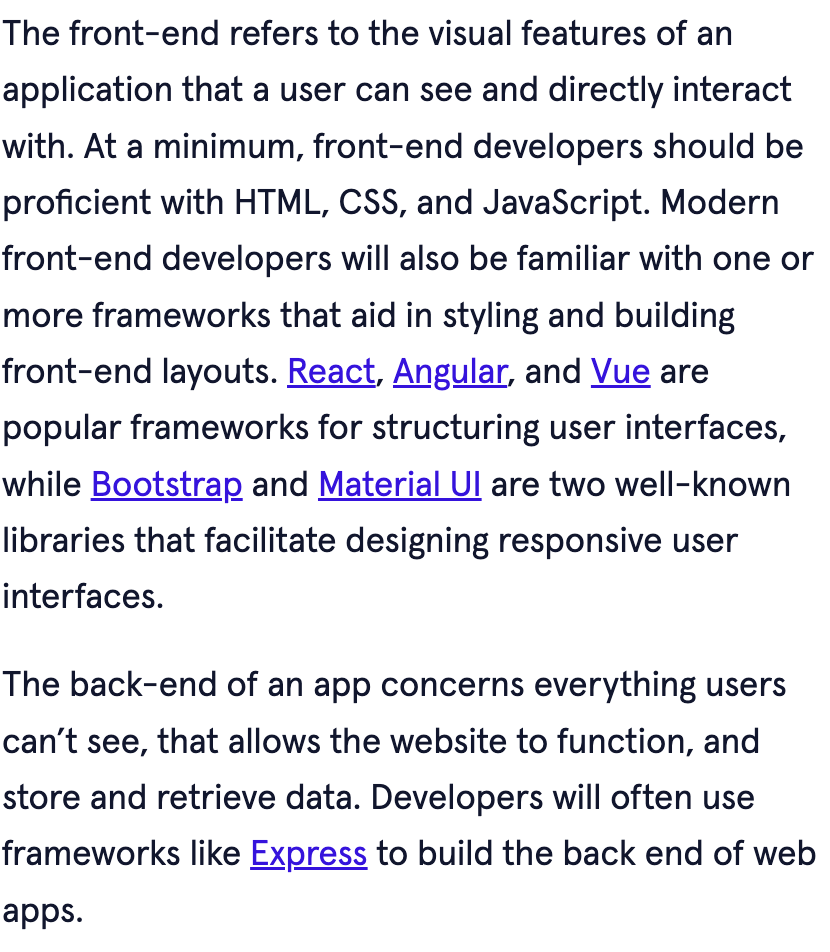 The front-end refers to the visual features of an
application that a user can see and directly interact
with. At a minimum, front-end developers should be
proficient with HTML, CSS, and JavaScript. Modern
front-end developers will also be familiar with one or
more frameworks that aid in styling and building
front-end layouts. React, Angular, and Vue are
popular frameworks for structuring user interfaces,
while Bootstrap and Material UI are two well-known
libraries that facilitate designing responsive user
interfaces.
The back-end of an app concerns everything users
can’t see, that allows the website to function, and
store and retrieve data. Developers will often use
frameworks like Express to build the back end of web
apps.